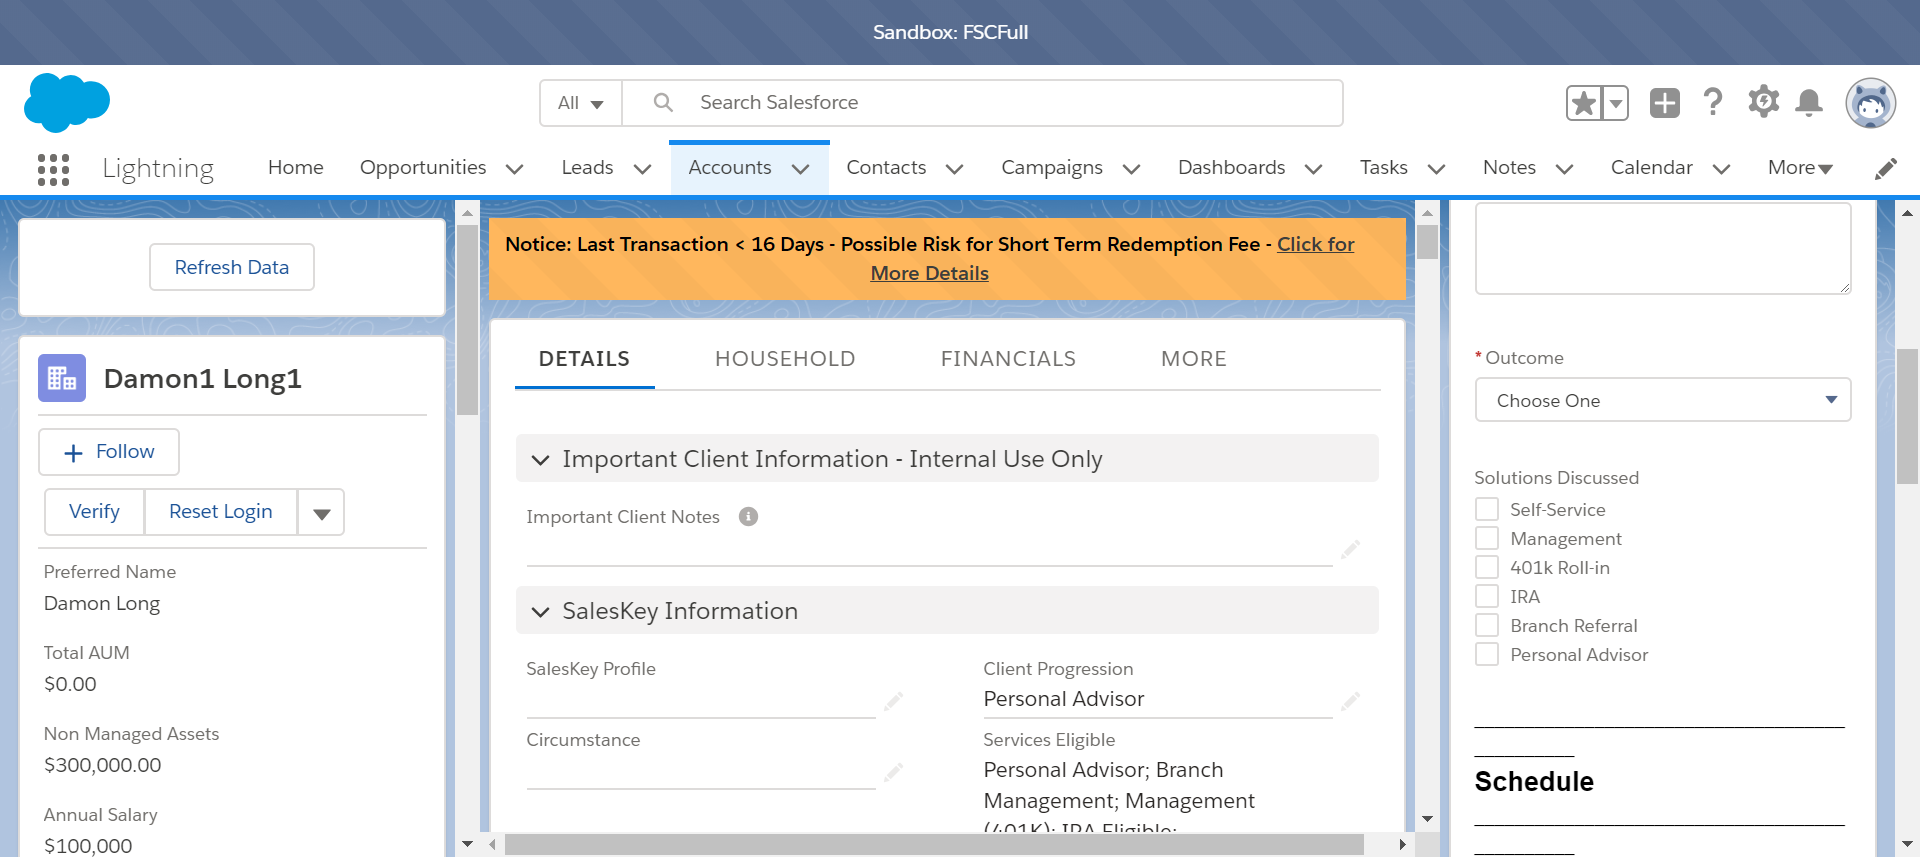 Sandbox: FSCFull
All
Search Salesforce
Lightning
Home
Opportunities
Leads
Accounts
Contacts
Campaigns
Dashboards
Tasks
Notes
Calendar
More
Refresh Data
Damon1 Long1
Follow
Verify
Reset Login
Preferred Name
Damon Long
Total AUM
$0.00
Non Managed Assets
$300,000.00
Annual Salary
$100,000
Notice: Last Transaction < 16 Days - Possible Risk for Short Term Redemption Fee - Click for
More Details
DETAILS
HOUSEHOLD
FINANCIALS
MORE
Important Client Information - Internal Use Only
Important Client Notes
SalesKey Information
SalesKey Profile
Circumstance
Client Progression
Personal Advisor
Services Eligible
Personal Advisor; Branch
Management; Management
(401K); IRA Eligible;
*Outcome
Choose One
Solutions Discussed
Self-Service
Management
401k Roll-in
IRA
Branch Referral
Personal Advisor
Schedule